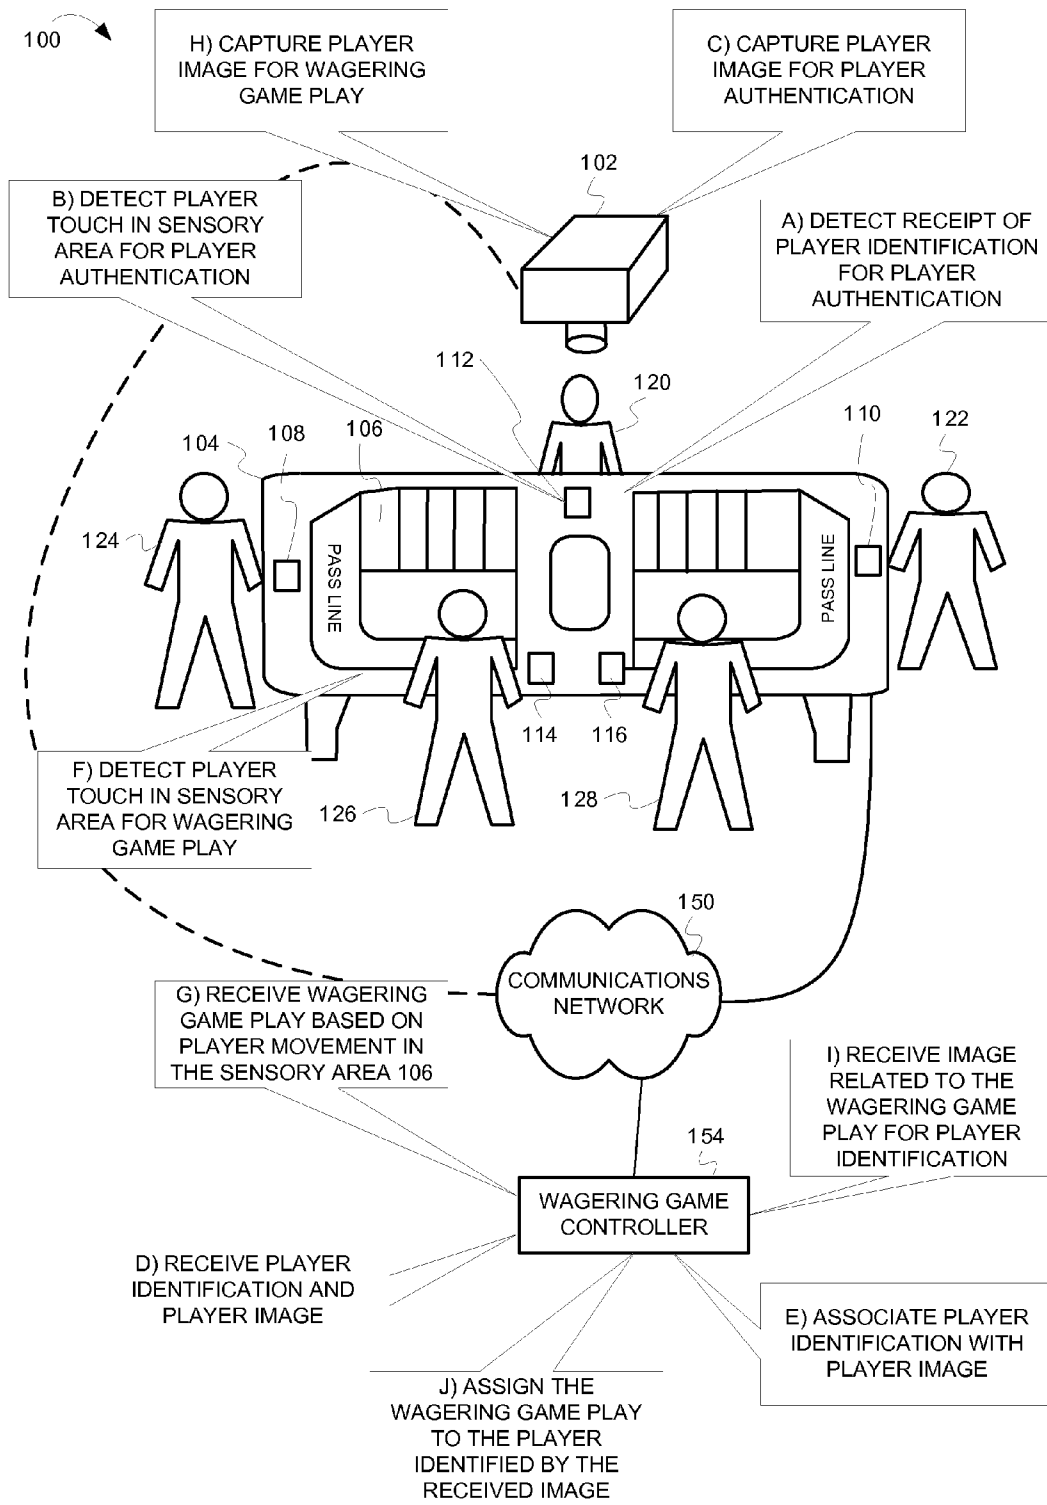 100
H) CAPTURE PLAYER
IMAGE FOR WAGERING
GAME PLAY
C) CAPTURE PLAYER
IMAGE FOR PLAYER
AUTHENTICATION
102
B) DETECT PLAYER
TOUCH IN SENSORY
AREA FOR PLAYER
AUTHENTICATION
A) DETECT RECEIPT OF
PLAYER IDENTIFICATION
FOR PLAYER
AUTHENTICATION
112
120
104
108
106
110
122
124
PASS LINE
PASS LINE
114
116
F) DETECT PLAYER
TOUCH IN SENSORY
AREA FOR WAGERING
GAME PLAY
126
128
150
COMMUNICATIONS
NETWORK
G) RECEIVE WAGERING
GAME PLAY BASED ON
PLAYER MOVEMENT IN
THE SENSORY AREA 106
I) RECEIVE IMAGE
RELATED TO THE
WAGERING GAME
PLAY FOR PLAYER
IDENTIFICATION
154
WAGERING GAME
CONTROLLER
D) RECEIVE PLAYER
IDENTIFICATION AND
PLAYER IMAGE
E) ASSOCIATE PLAYER
IDENTIFICATION WITH
PLAYER IMAGE
J) ASSIGN THE
WAGERING GAME PLAY
TO THE PLAYER
IDENTIFIED BY THE
RECEIVED IMAGE